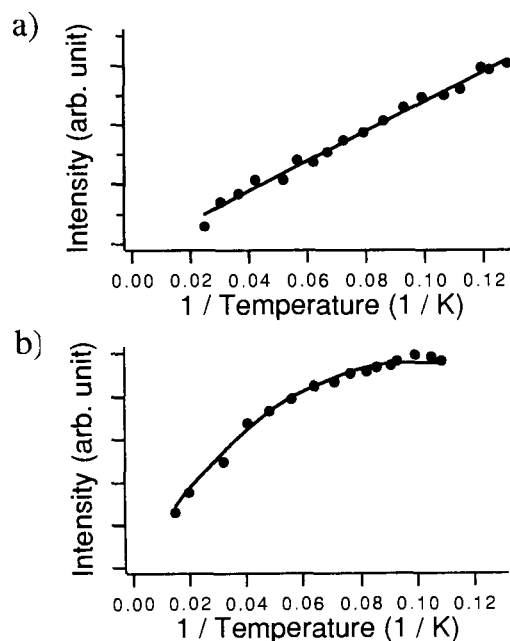 a)
Intensity (arb. unit)
0.00 0.02 0.04 0.06 0.08 0.10 0.12
1 / Temperature (1 / K)
b)
Intensity (arb. unit)
0.00 0.02 0.04 0.06 0.08 0.10 0.12
1 / Temperature (1 / K)